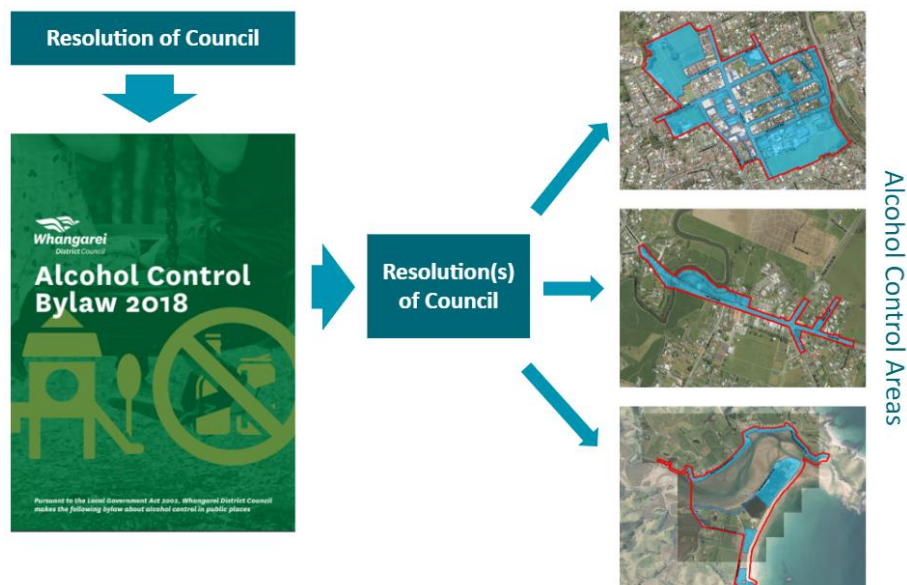 Resolution of Council
Whangarei
District Council
Alcohol Control
Bylaw 2018
Pursuant to the Local Government Act 2002, Whangarei District Council
makes the following bylaw about alcohol control in public places
Resolution(s)
of Council
Alcohol Control Areas